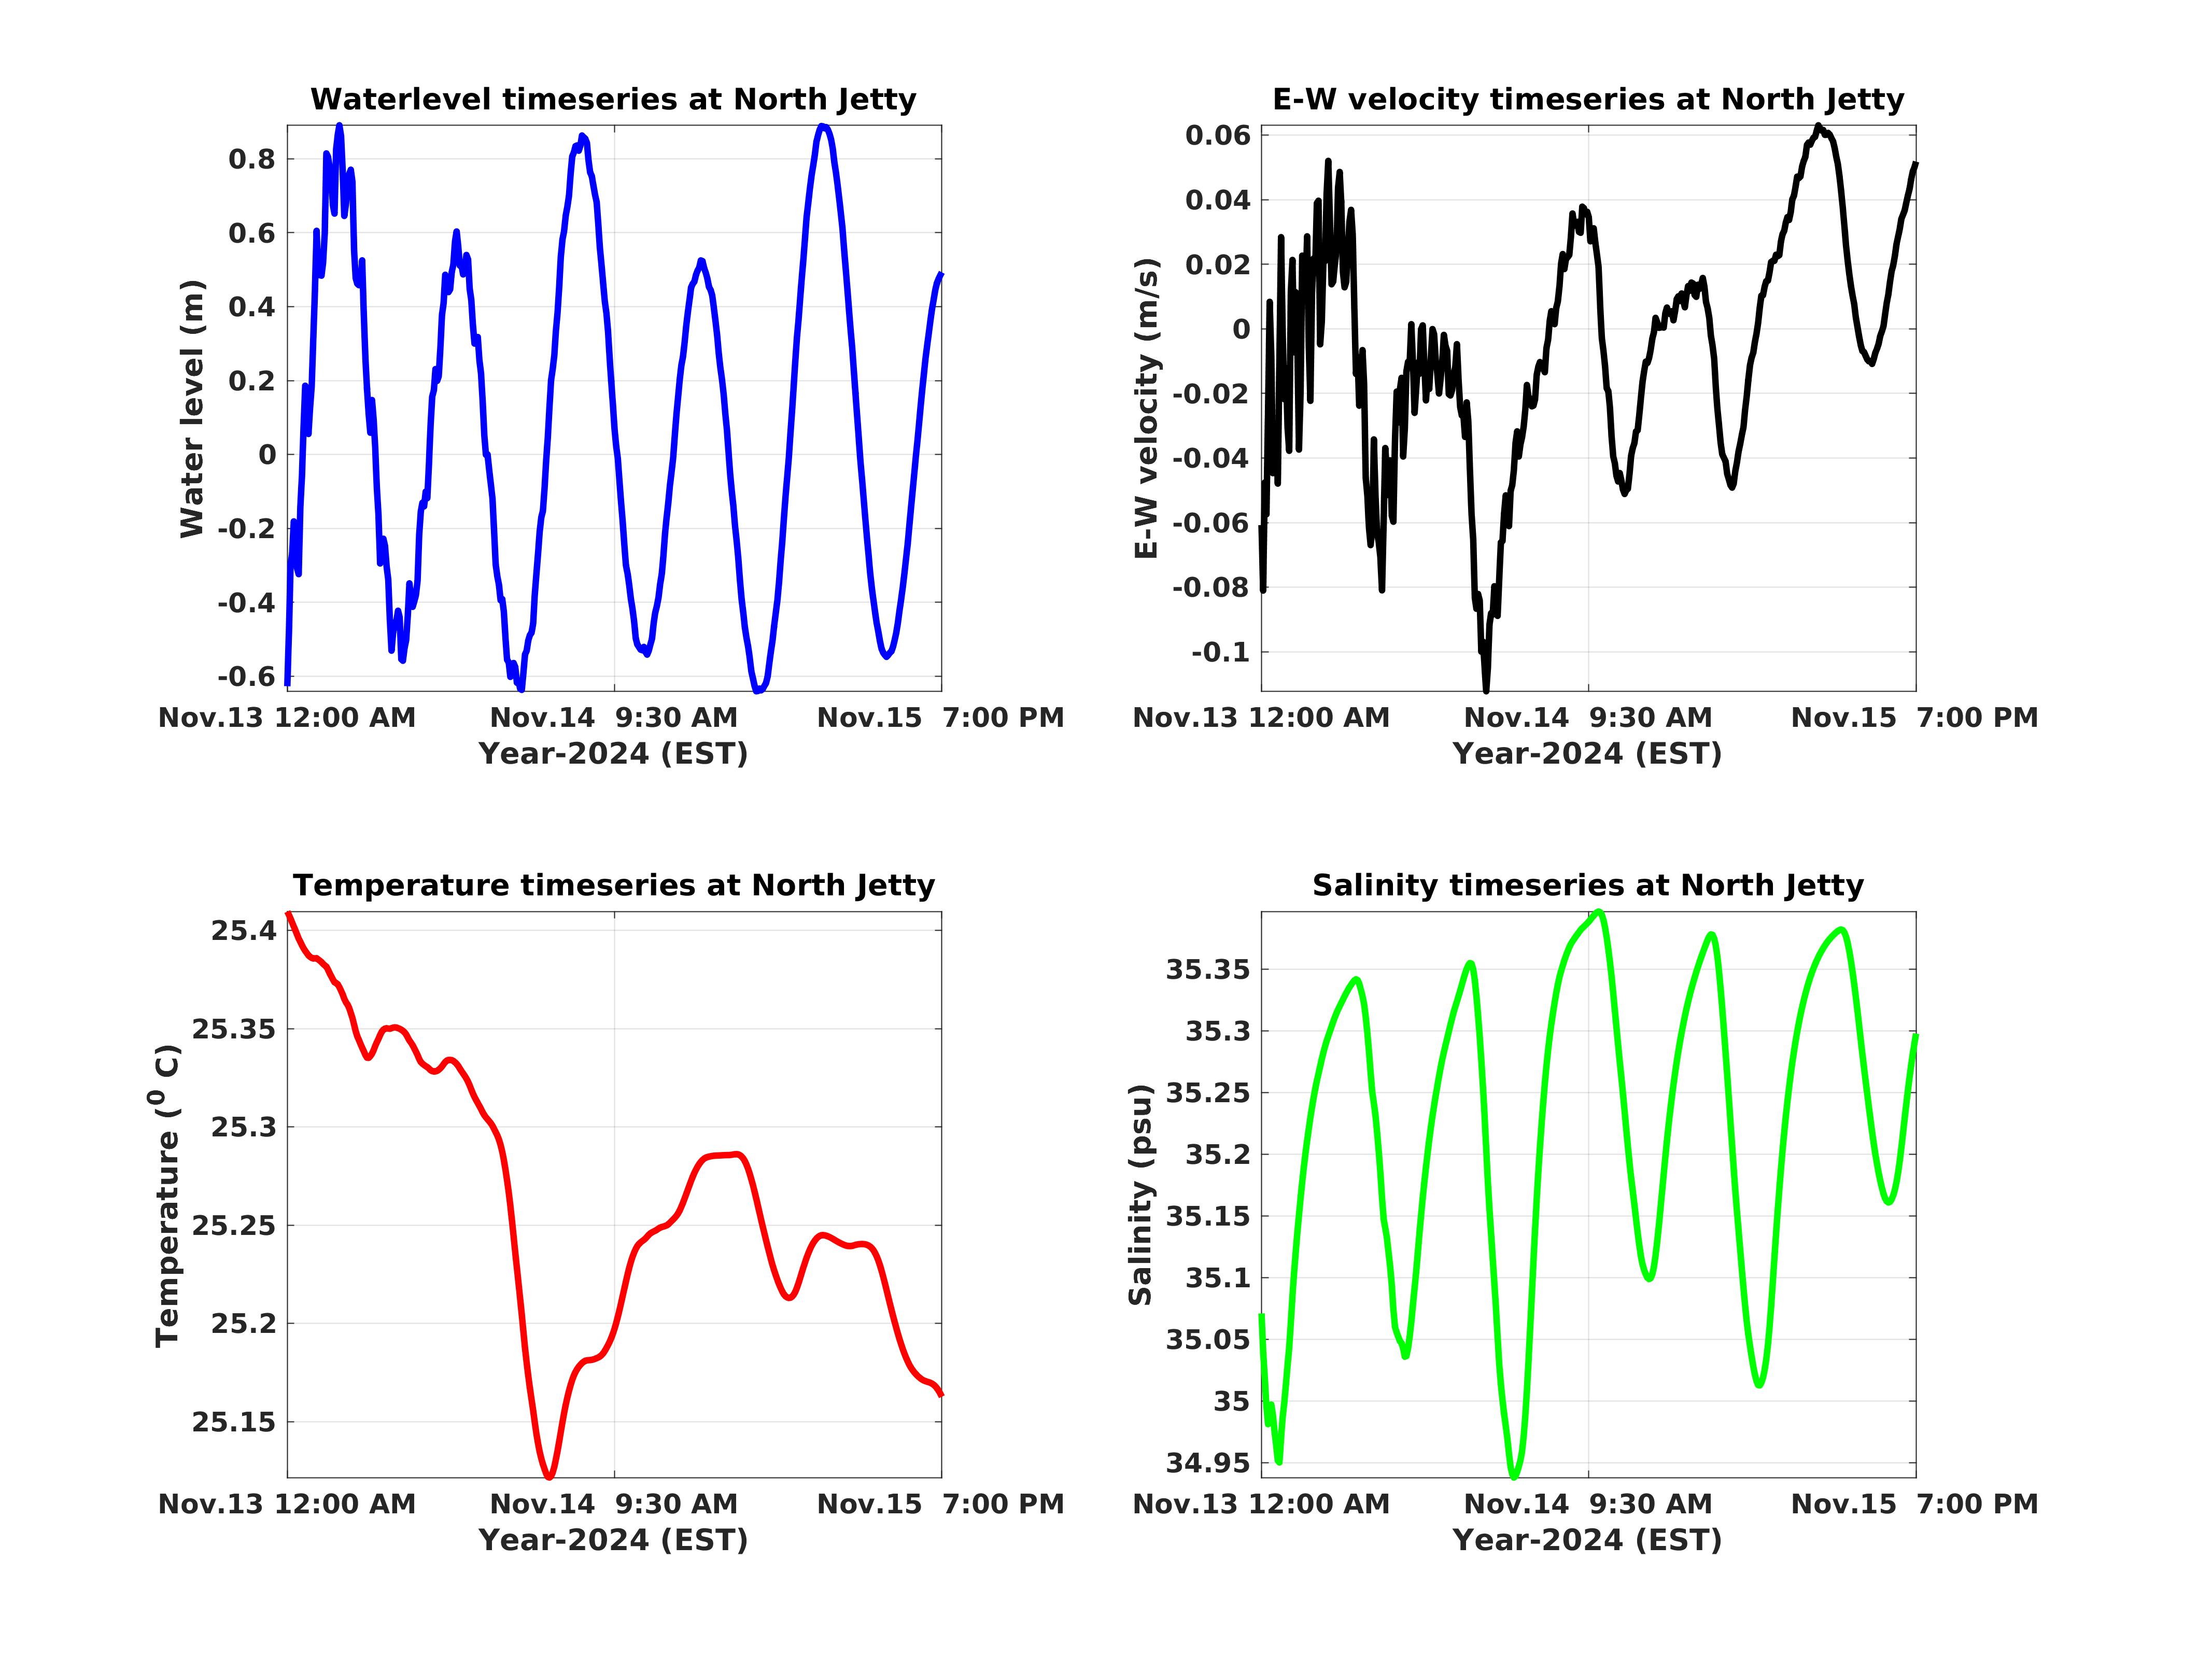 Waterlevel timeseries at North Jetty
0.8
0.6
0.4
0.2
0
-0.2
-0.4
-0.6
Water level (m)
Nov.13 12:00 AM Nov.14 9:30 AM Nov.15 7:00 PM
Year-2024 (EST)
E-W velocity timeseries at North Jetty
0.06
0.04
0.02
0
-0.02
-0.04
-0.06
-0.08
-0.1
E-W velocity (m/s)
Nov.13 12:00 AM Nov.14 9:30 AM Nov.15 7:00 PM
Year-2024 (EST)
Temperature timeseries at North Jetty
25.4
25.35
25.3
25.25
25.2
25.15
Temperature (⁰ C)
Nov.13 12:00 AM Nov.14 9:30 AM Nov.15 7:00 PM
Year-2024 (EST)
Salinity timeseries at North Jetty
35.35
35.3
35.25
35.2
35.15
35.1
35.05
35
34.95
Salinity (psu)
Nov.13 12:00 AM Nov.14 9:30 AM Nov.15 7:00 PM
Year-2024 (EST)